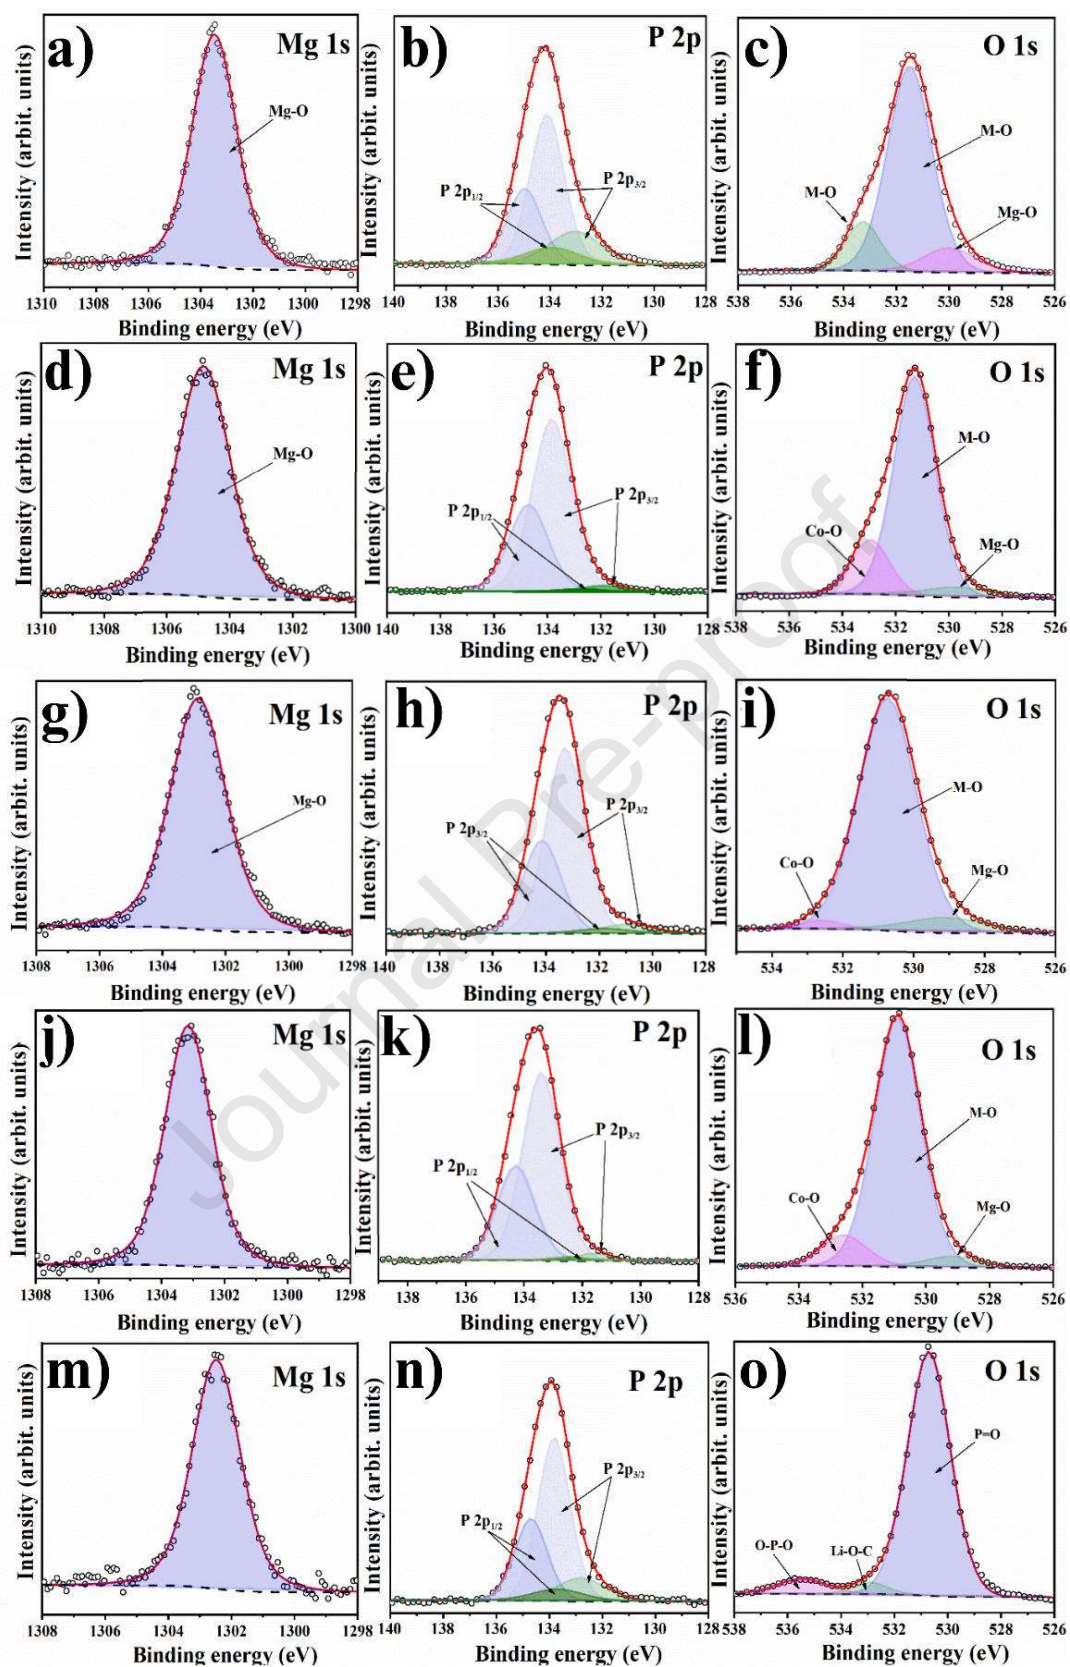 a)
Mg 1s
Mg-O
Intensity (arbit. units)
1310 1308 1306 1304 1302 1300 1298
Binding energy (eV)
b)
P 2p
P 2p1/2
P 2p3/2
Intensity (arbit. units)
140 138 136 134 132 130 128
Binding energy (eV)
c)
O 1s
M-O
M-O
Mg-O
Intensity (arbit. units)
538 536 534 532 530 528 526
Binding energy (eV)
d)
Mg 1s
Mg-O
Intensity (arbit. units)
1310 1308 1306 1304 1302 1300
Binding energy (eV)
e)
P 2p
P 2p1/2
P 2p3/2
Intensity (arbit. units)
140 138 136 134 132 130 128
Binding energy (eV)
f)
O 1s
M-O
Co-O
Mg-O
Intensity (arbit. units)
538 536 534 532 530 528 526
Binding energy (eV)
g)
Mg 1s
Mg-O
Intensity (arbit. units)
1308 1306 1304 1302 1300 1298
Binding energy (eV)
h)
P 2p
P 2p3/2
P 2p3/2
Intensity (arbit. units)
140 138 136 134 132 130 128
Binding energy (eV)
i)
O 1s
M-O
Co-O
Mg-O
Intensity (arbit. units)
534 532 530 528 526
Binding energy (eV)
j)
Mg 1s
Intensity (arbit. units)
1308 1306 1304 1302 1300 1298
Binding energy (eV)
k)
P 2p
P 2p3/2
P 2p1/2
Intensity (arbit. units)
138 136 134 132 130 128
Binding energy (eV)
l)
O 1s
M-O
Co-O
Mg-O
Intensity (arbit. units)
536 534 532 530 528 526
Binding energy (eV)
m)
Mg 1s
Intensity (arbit. units)
1308 1306 1304 1302 1300 1298
Binding energy (eV)
n)
P 2p
P 2p3/2
P 2p1/2
Intensity (arbit. units)
140 138 136 134 132 130 128
Binding energy (eV)
o)
O 1s
P=O
O-P-O
Li-O-C
Intensity (arbit. units)
536 534 532 530 528 526
Binding energy (eV)
Journal Pre-proof